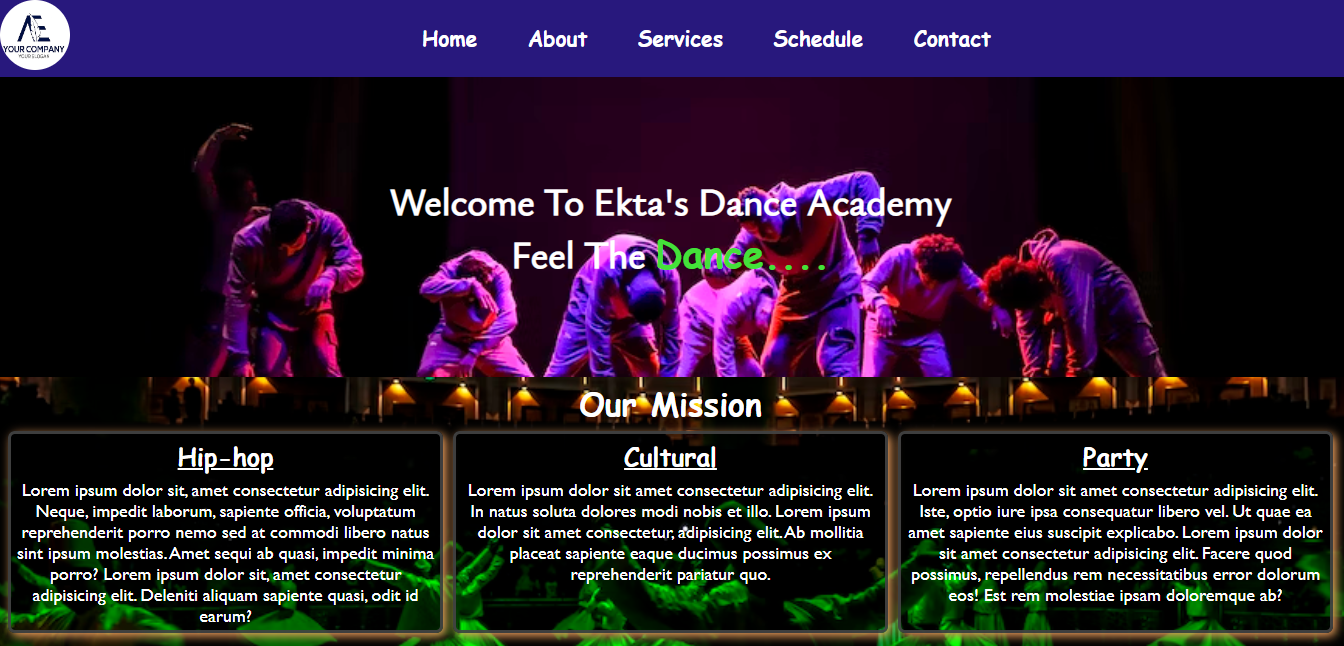 AE
YOUR COMPANY
YOUR SLOGAN
Home About Services Schedule Contact
Welcome To Ekta's Dance Academy
Feel The Dance....
Our Mission
Hip-hop
Lorem ipsum dolor sit, amet consectetur adipisicing elit.
Neque, impedit laborum, sapiente officia, voluptatum
reprehenderit porro nemo sed at commodi libero natus
sint ipsum molestias. Amet sequi ab quasi, impedit minima
porro? Lorem ipsum dolor sit, amet consectetur
adipisicing elit. Deleniti aliquam sapiente quasi, odit id
earum?
Cultural
Lorem ipsum dolor sit amet consectetur adipisicing elit.
In natus soluta dolores modi nobis et illo. Lorem ipsum
dolor sit amet consectetur, adipisicing elit. Ab mollitia
placeat sapiente eaque ducimus possimus ex
reprehenderit pariatur quo.
Party
Lorem ipsum dolor sit amet consectetur adipisicing elit.
Iste, optio iure ipsa consequatur libero vel. Ut quae ea
amet sapiente eius suscipit explicabo. Lorem ipsum dolor
sit amet consectetur adipisicing elit. Facere quod
possimus, repellendus rem necessitatibus error dolorum
eos! Est rem molestiae ipsam doloremque ab?